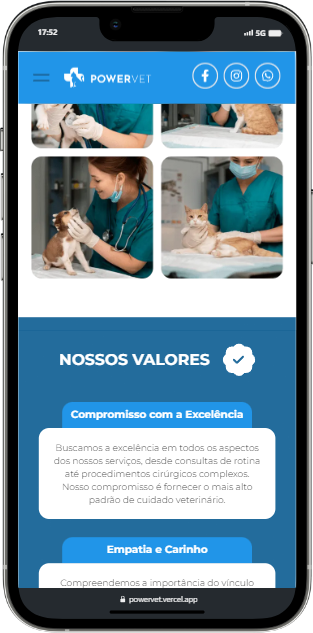 17:52
5G
POWERVET
NOSSOS VALORES
Compromisso com a Excelência
Buscamos a excelência em todos os aspectos
dos nossos serviços, desde consultas de rotina
até procedimentos cirúrgicos complexos.
Nosso compromisso é fornecer o mais alto
padrão de cuidado veterinário.
Empatia e Carinho
Compreendemos a importância do vínculo
powervet.vercel.app